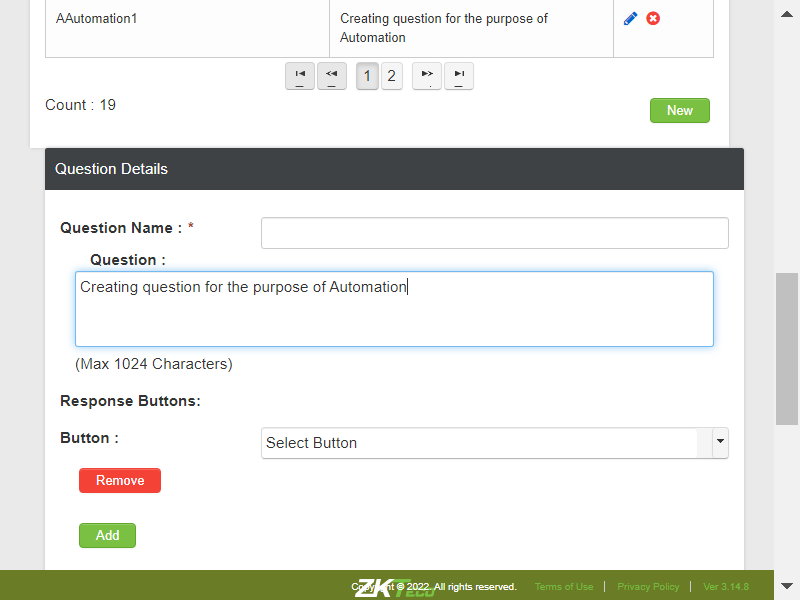 AAutomation1
Creating question for the purpose of
Automation
1 2
Count : 19
New
Question Details
Question Name : *
Question :
Creating question for the purpose of Automation
(Max 1024 Characters)
Response Buttons:
Button :
Select Button
Remove
Add
ZKTeco
Copyright © 2022. All rights reserved. Terms of Use | Privacy Policy | Ver 3.14.8